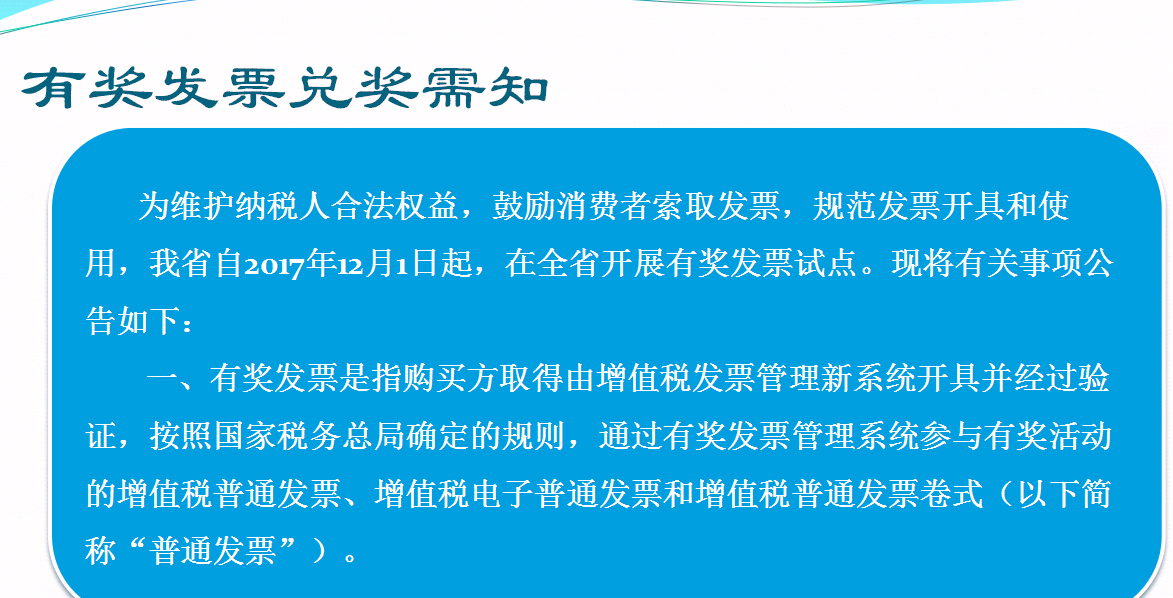 有奖发票兑奖需知
为维护纳税人合法权益，鼓励消费者索取发票，规范发票开具和使
用，我省自2017年12月1日起，在全省开展有奖发票试点。现将有关事项公
告如下：
一、有奖发票是指购买方取得由增值税发票管理新系统开具并经过验
证，按照国家税务总局确定的规则，通过有奖发票管理系统参与有奖活动
的增值税普通发票、增值税电子普通发票和增值税普通发票卷式（以下简
称“普通发票”）。